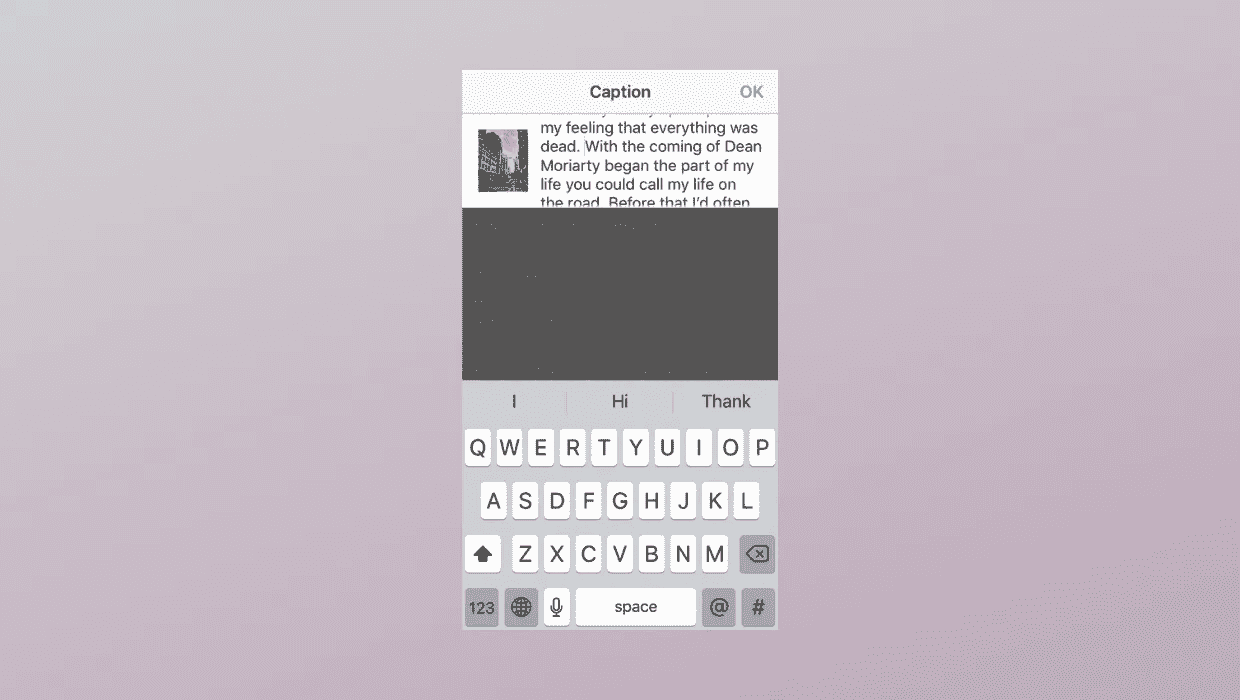 Caption OK
my feeling that everything was
dead. With the coming of Dean
Moriarty began the part of my
life you could call my life on
the road. Before that I'd often
I Hi Thank
Q W E R T Y U I O P
A S D F G H J K L
Z X C V B N M
123 space @ #